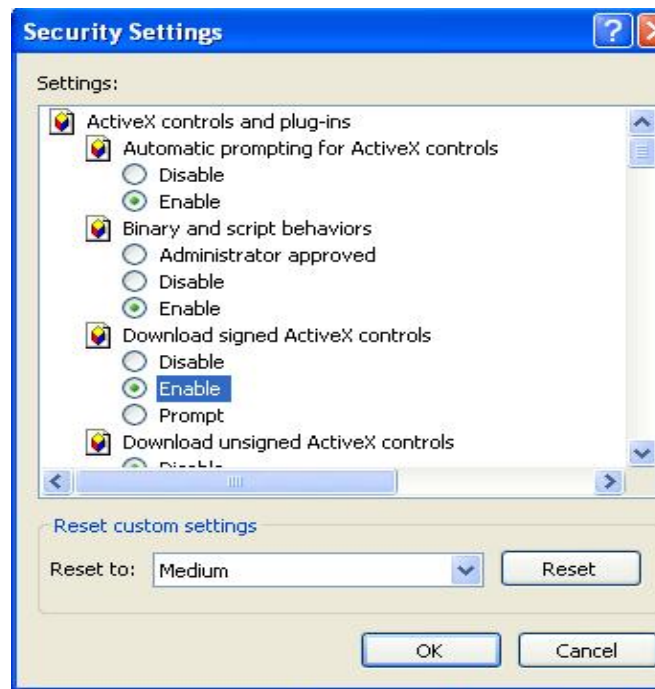 Security Settings
Settings:
ActiveX controls and plug-ins
Automatic prompting for ActiveX controls
Disable
Enable
Binary and script behaviors
Administrator approved
Disable
Enable
Download signed ActiveX controls
Disable
Enable
Prompt
Download unsigned ActiveX controls
Disable
Reset custom settings
Reset to: Medium Reset
OK Cancel